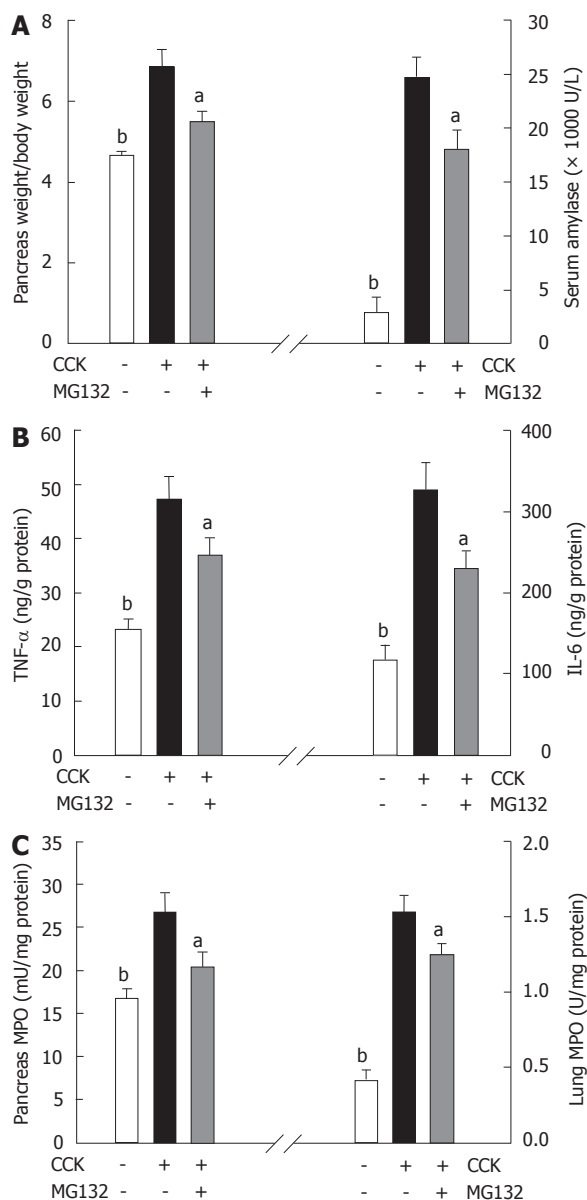 A
Pancreas weight/body weight
8
6
4
2
0
b
a
b
a
30
25
20
15
10
5
0
Serum amylase (× 1000 U/L)
CCK - + + - + + CCK
MG132 - - + - - + MG132
B
TNF-α (ng/g protein)
60
50
40
30
20
10
0
b
a
b
a
400
300
200
100
0
IL-6 (ng/g protein)
CCK - + + - + + CCK
MG132 - - + - - + MG132
C
Pancreas MPO (mU/mg protein)
35
30
25
20
15
10
5
0
b
a
b
a
2.0
1.5
1.0
0.5
0.0
Lung MPO (U/mg protein)
CCK - + + - + + CCK
MG132 - - + - - + MG132